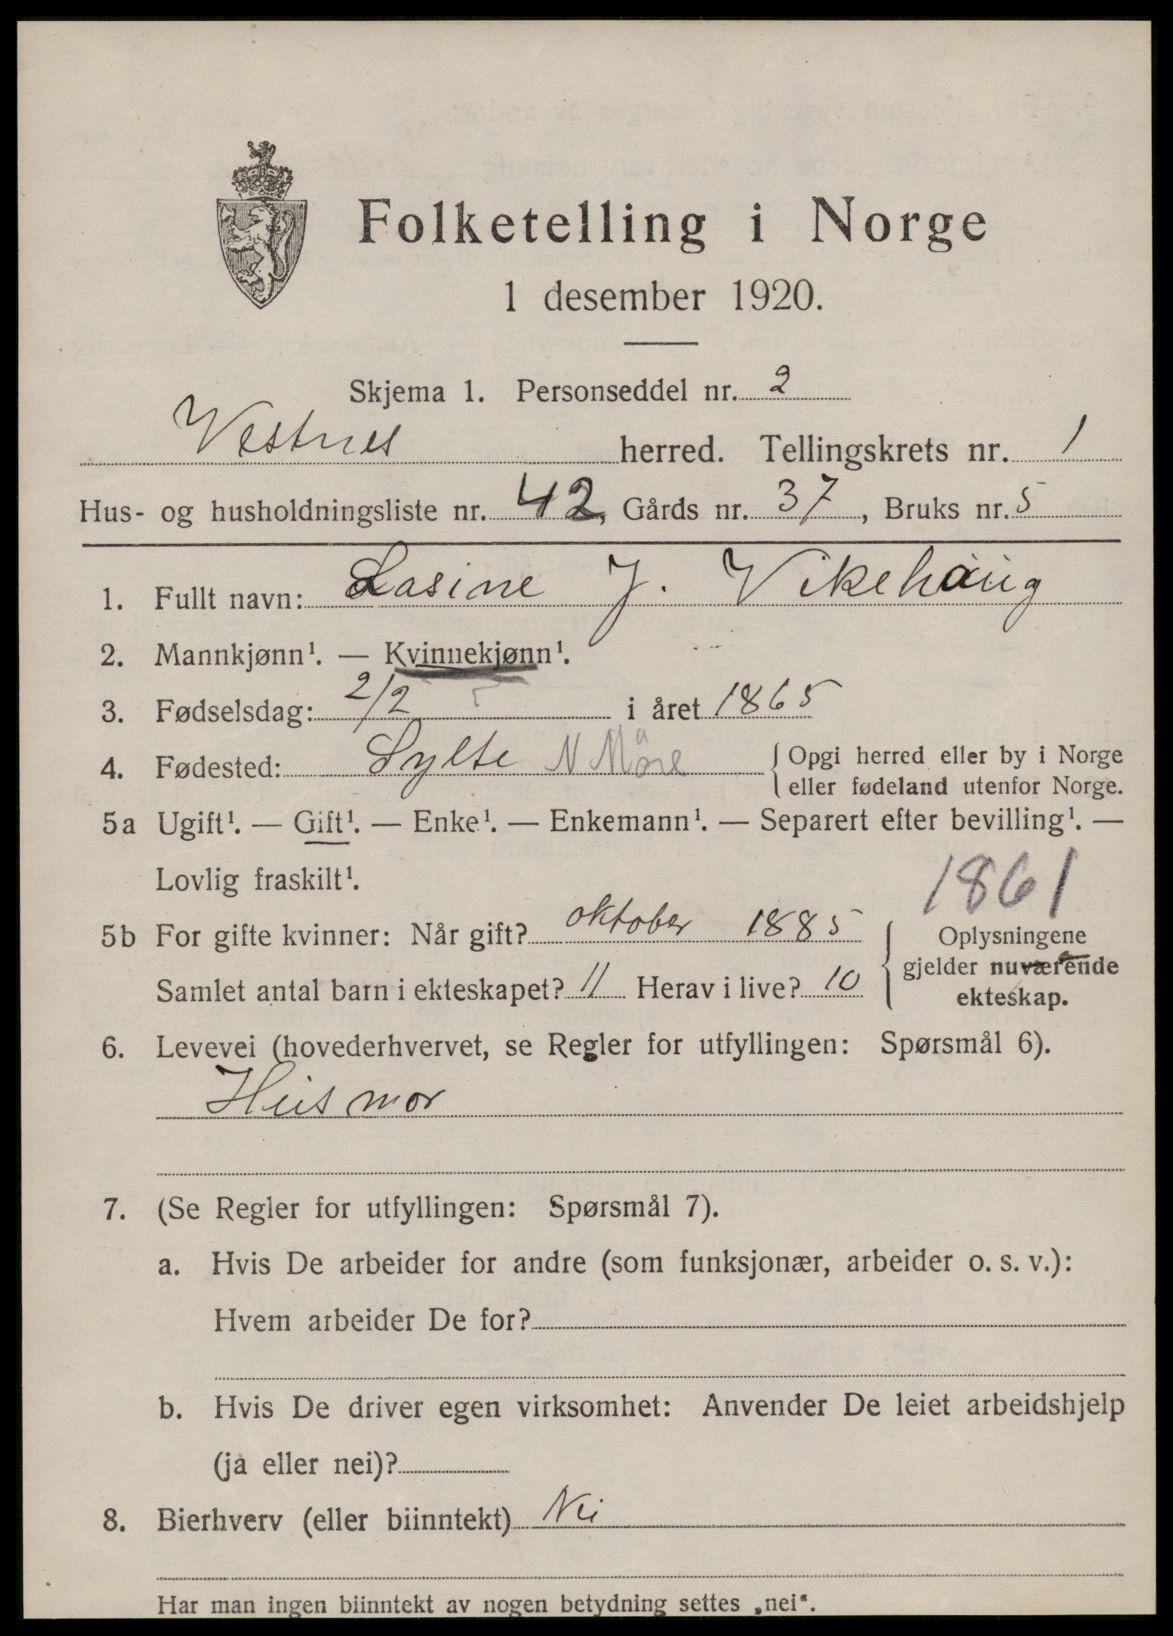 Folketelling i Norge
1 desember 1920.
Skjema 1. Personseddel nr. 2
Vestnes herred. Tellingskrets nr. 1
Hus- og husholdningsliste nr. 42, Gårds nr. 37, Bruks nr. 5
1. Fullt navn: Lasine J. Vikehaug
2. Mannkjønn¹. — Kvinnekjønn¹.
3. Fødselsdag: 2/2 i året 1865
4. Fødested: Sylte N Møre
{ Opgi herred eller by i Norge
eller fødeland utenfor Norge.
5a Ugift¹. — Gift¹. — Enke¹. — Enkemann¹. — Separert efter bevilling¹. —
Lovlig fraskilt¹.
1861
5b For gifte kvinner: Når gift? oktober 1885
Samlet antal barn i ekteskapet? 11 Herav i live? 10
{ Oplysningene
gjelder nuværende
ekteskap.
6. Levevei (hovederhvervet, se Regler for utfyllingen: Spørsmål 6).
Husmor
7. (Se Regler for utfyllingen: Spørsmål 7).
a. Hvis De arbeider for andre (som funksjonær, arbeider o. s. v.):
Hvem arbeider De for?
b. Hvis De driver egen virksomhet: Anvender De leiet arbeidshjelp
(ja eller nei)?
8. Bierhverv (eller biinntekt) Nei
Har man ingen biinntekt av nogen betydning settes „nei“.